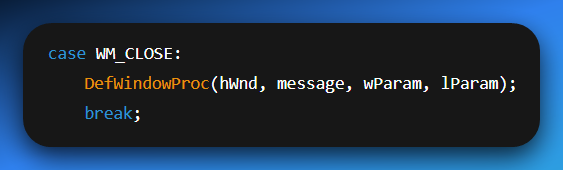 case WM_CLOSE:
    DefWindowProc(hWnd, message, wParam, lParam);
    break;